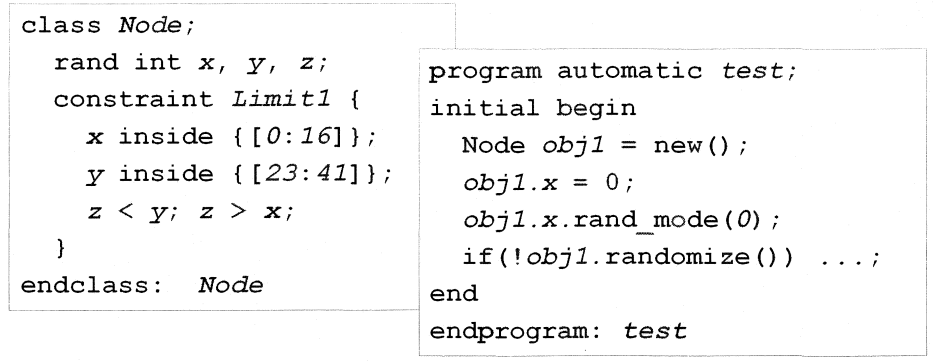 class Node;
rand int x, y, z;
constraint Limit1 {
x inside {[0:16]};
y inside {[23:41]};
z < y; z > x;
}
endclass: Node
program automatic test;
initial begin
Node obj1 = new();
obj1.x = 0;
obj1.x.rand_mode(0);
if(!obj1.randomize()) ...;
end
endprogram: test